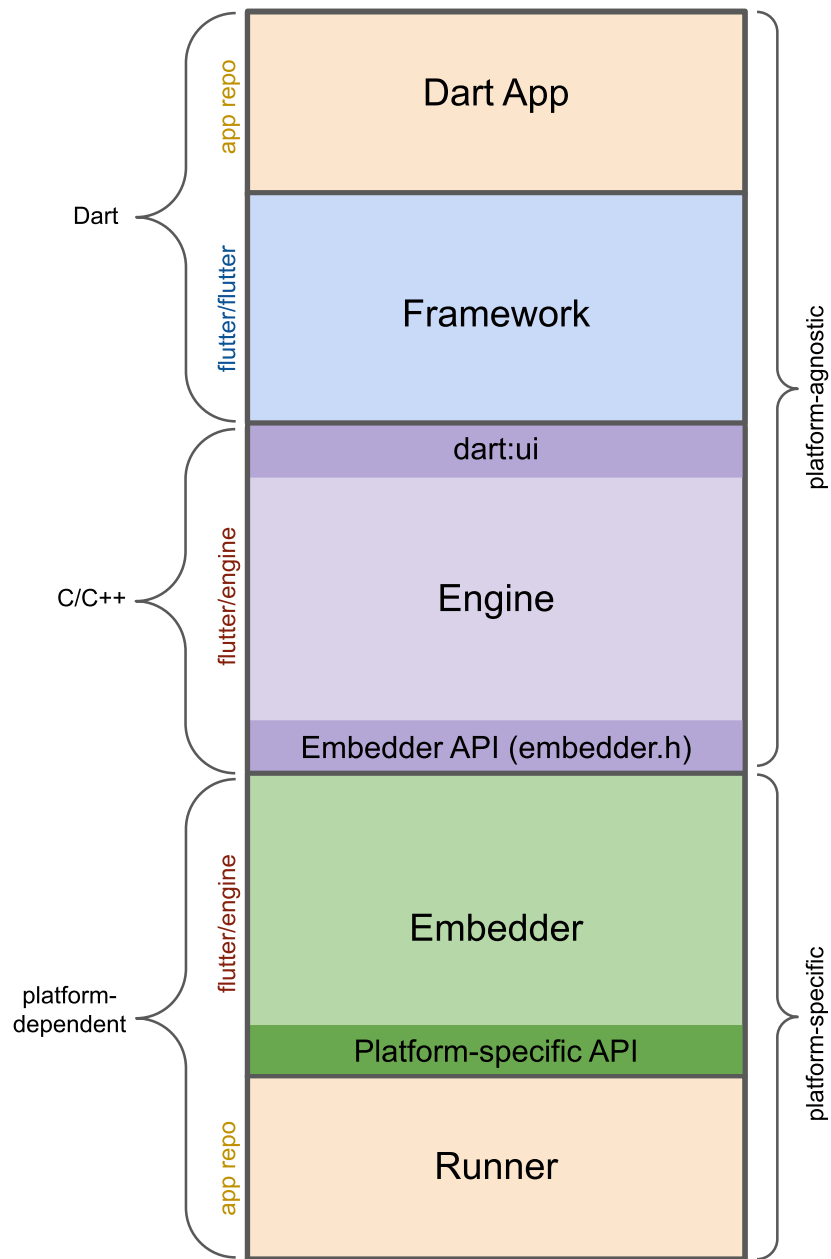 Dart App
app repo
Dart
Framework
flutter/flutter
platform-agnostic
dart:ui
C/C++
flutter/engine
Engine
Embedder API (embedder.h)
flutter/engine
Embedder
platform-
dependent
platform-specific
Platform-specific API
app repo
Runner